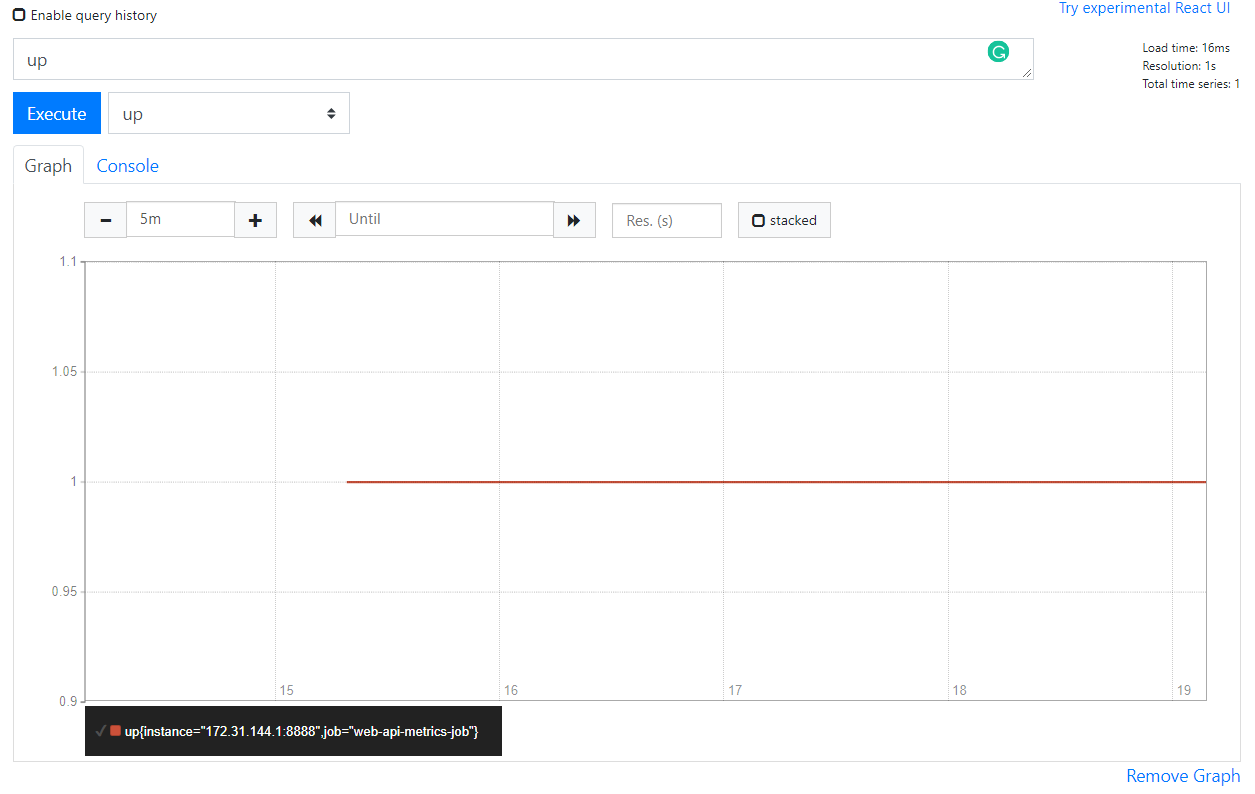 Enable query history
Try experimental React UI
up
Load time: 16ms
Resolution: 1s
Total time series: 1
Execute
up
Graph
Console
5m
Until
Res. (s)
stacked
1.1
1.05
1
0.95
0.9
15
16
17
18
19
✓ up{instance="172.31.144.1:8888",job="web-api-metrics-job"}
Remove Graph